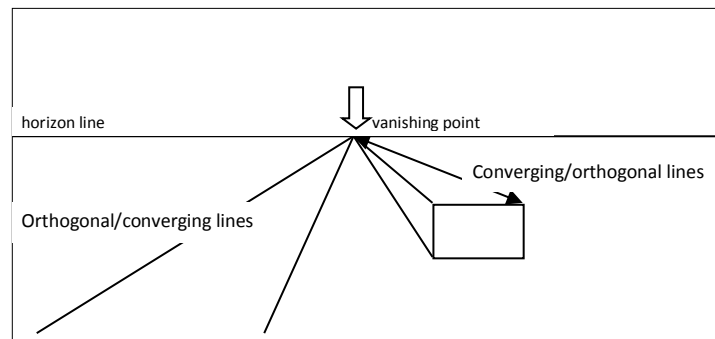 horizon line
vanishing point
Converging/orthogonal lines
Orthogonal/converging lines